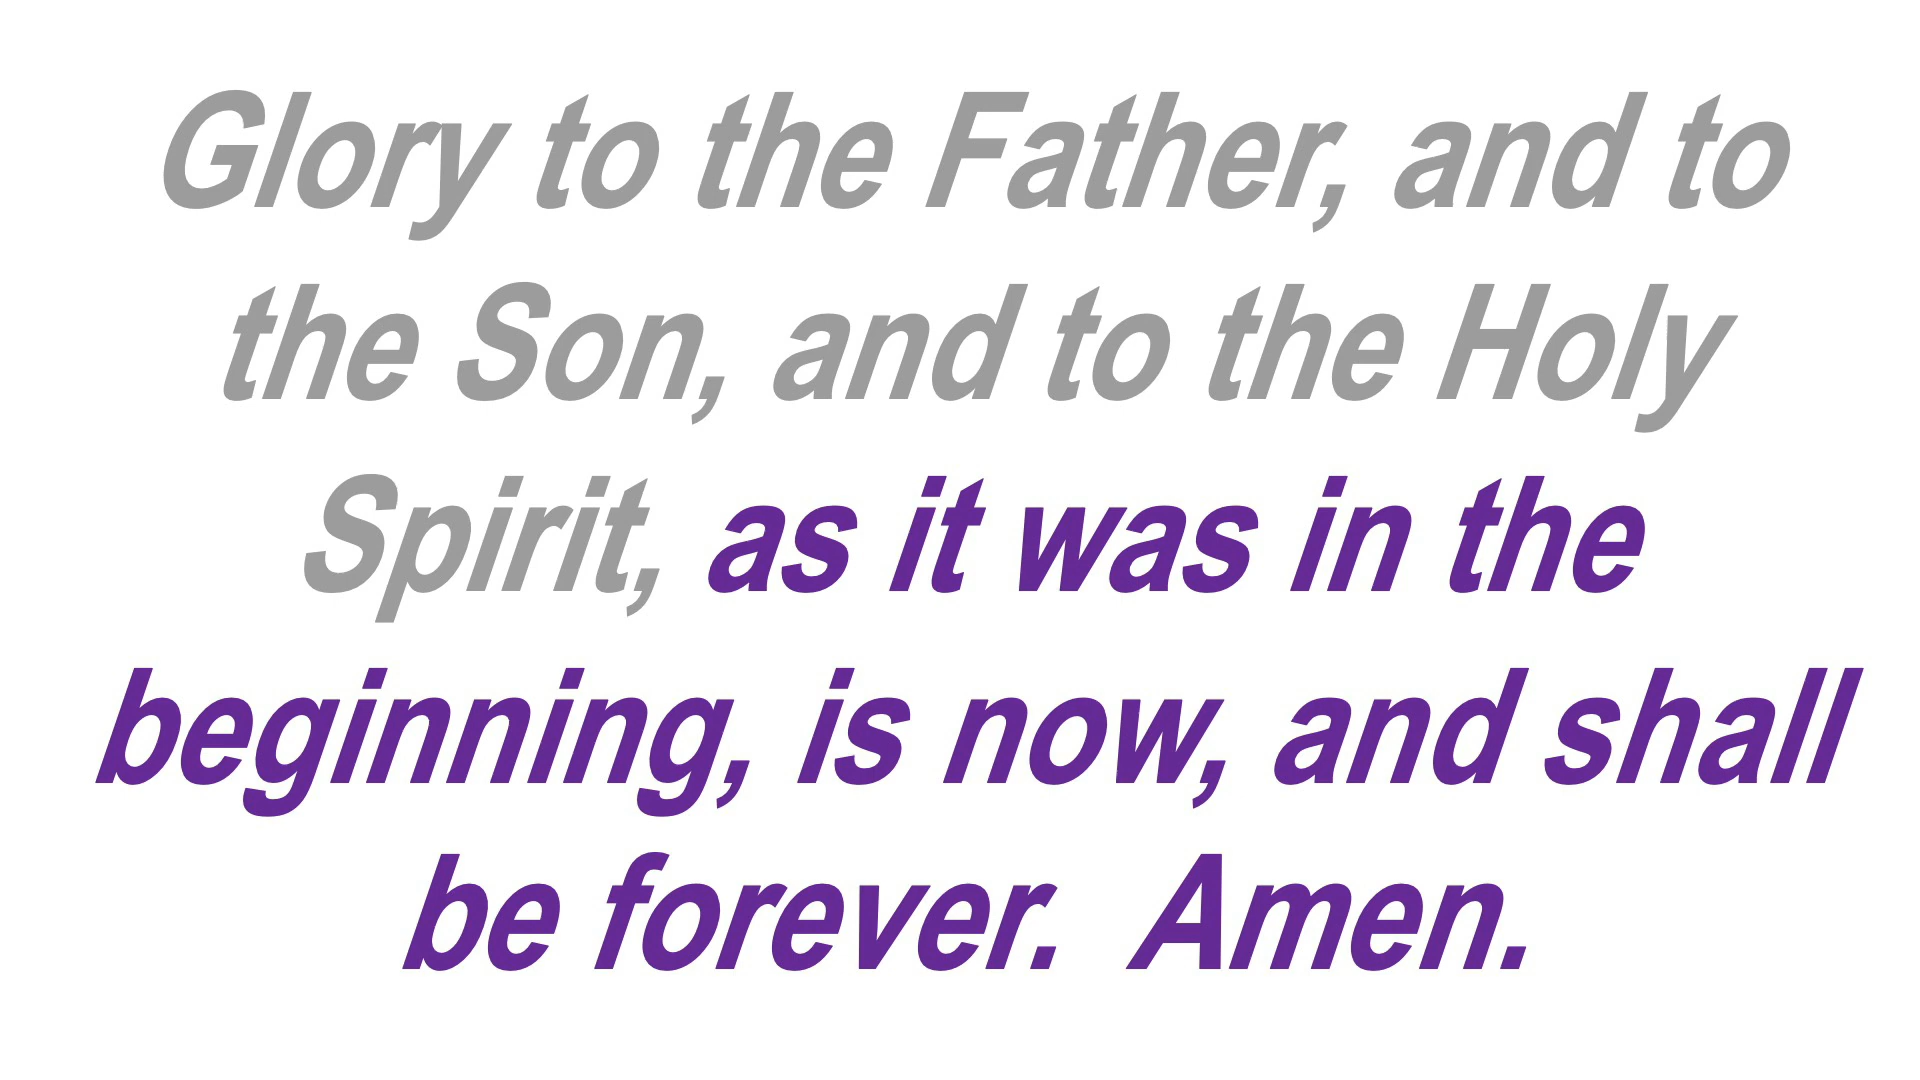 Glory to the Father, and to
the Son, and to the Holy
Spirit, as it was in the
beginning, is now, and shall
be forever.  Amen.